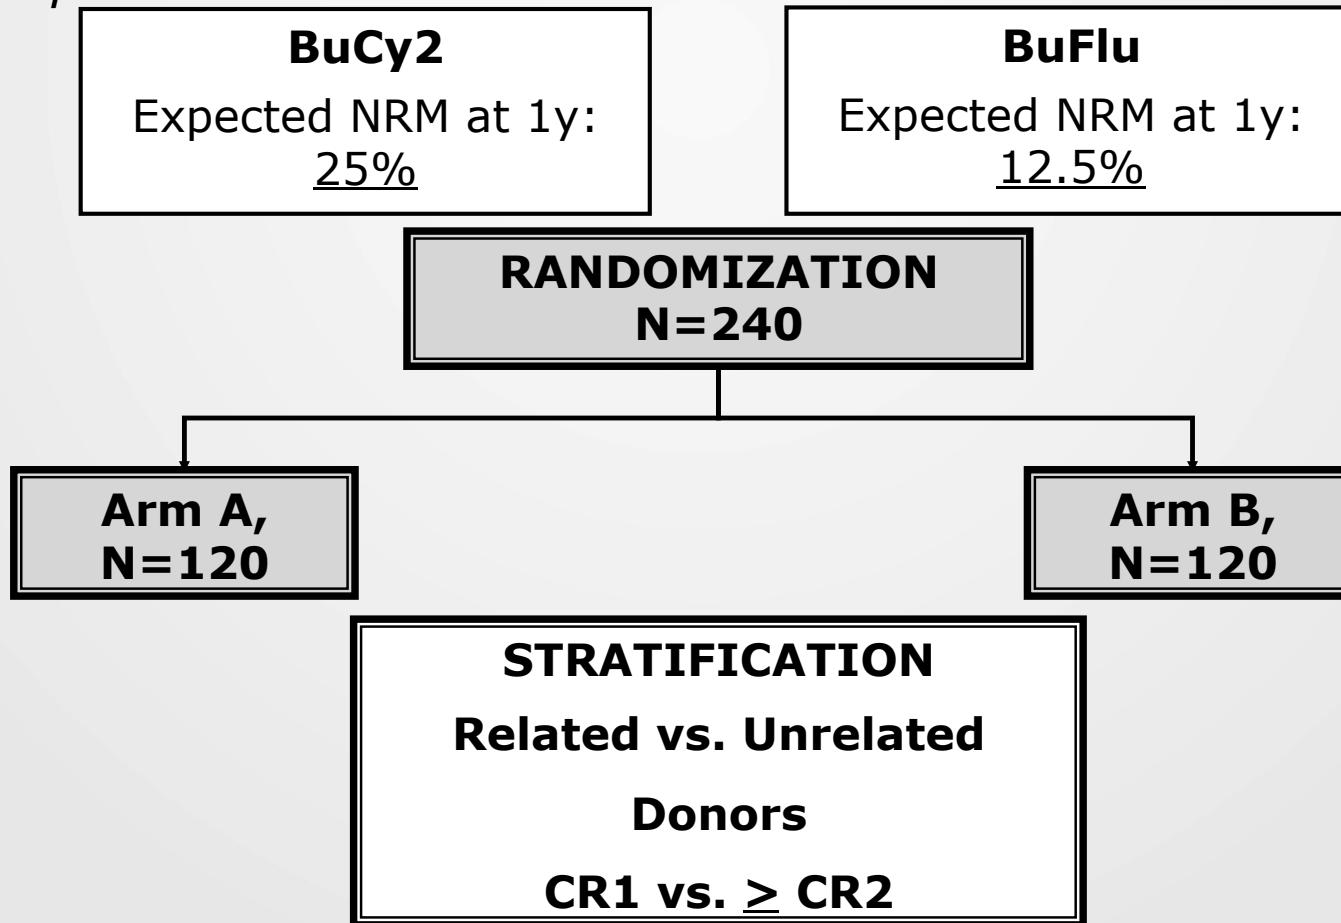 BuCy2
Expected NRM at 1y:
25%
BuFlu
Expected NRM at 1y:
12.5%
RANDOMIZATION
N=240
Arm A,
N=120
Arm B,
N=120
STRATIFICATION
Related vs. Unrelated
Donors
CR1 vs. ≥ CR2